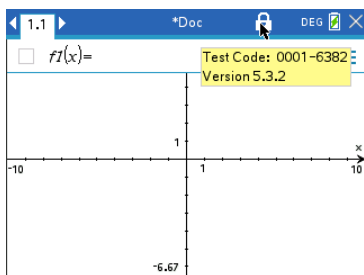 1.1 *Doc DEG
f1(x)=
Test Code: 0001-6382
Version 5.3.2
1
x
-10 1 10
-6.67